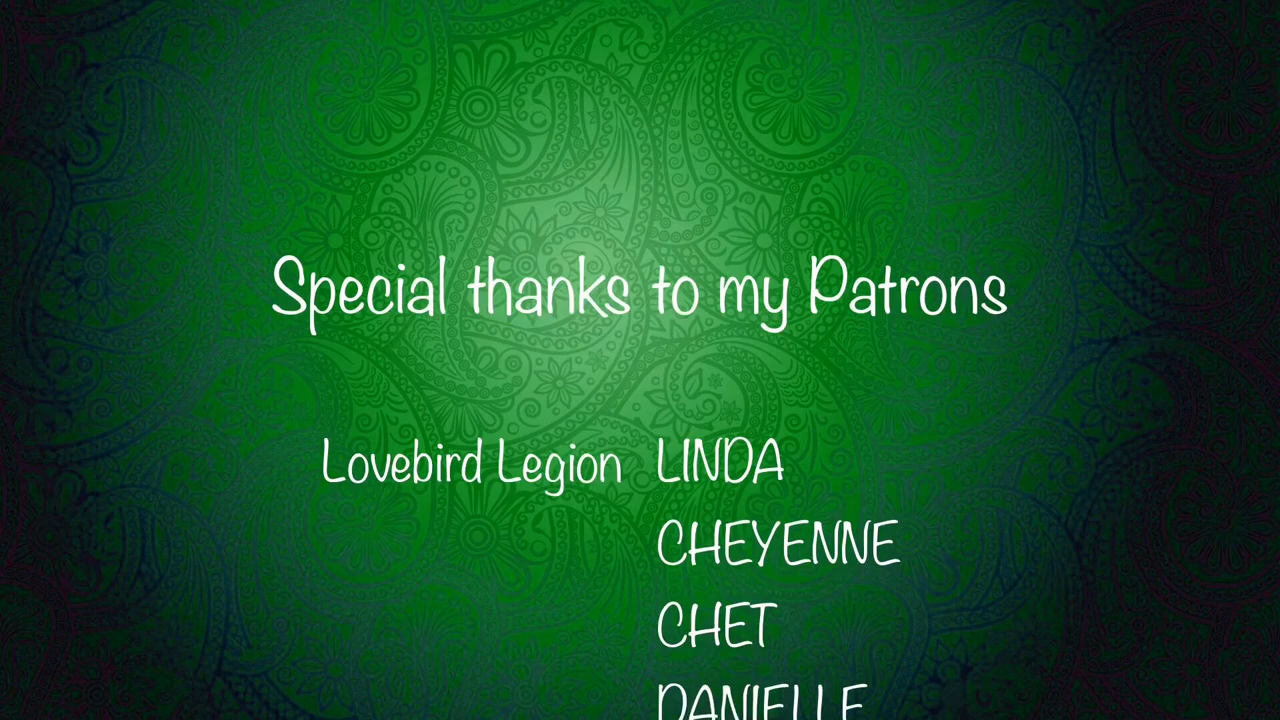 Special thanks to my Patrons
Lovebird Legion LINDA
CHEYENNE
CHET
DANIELLE